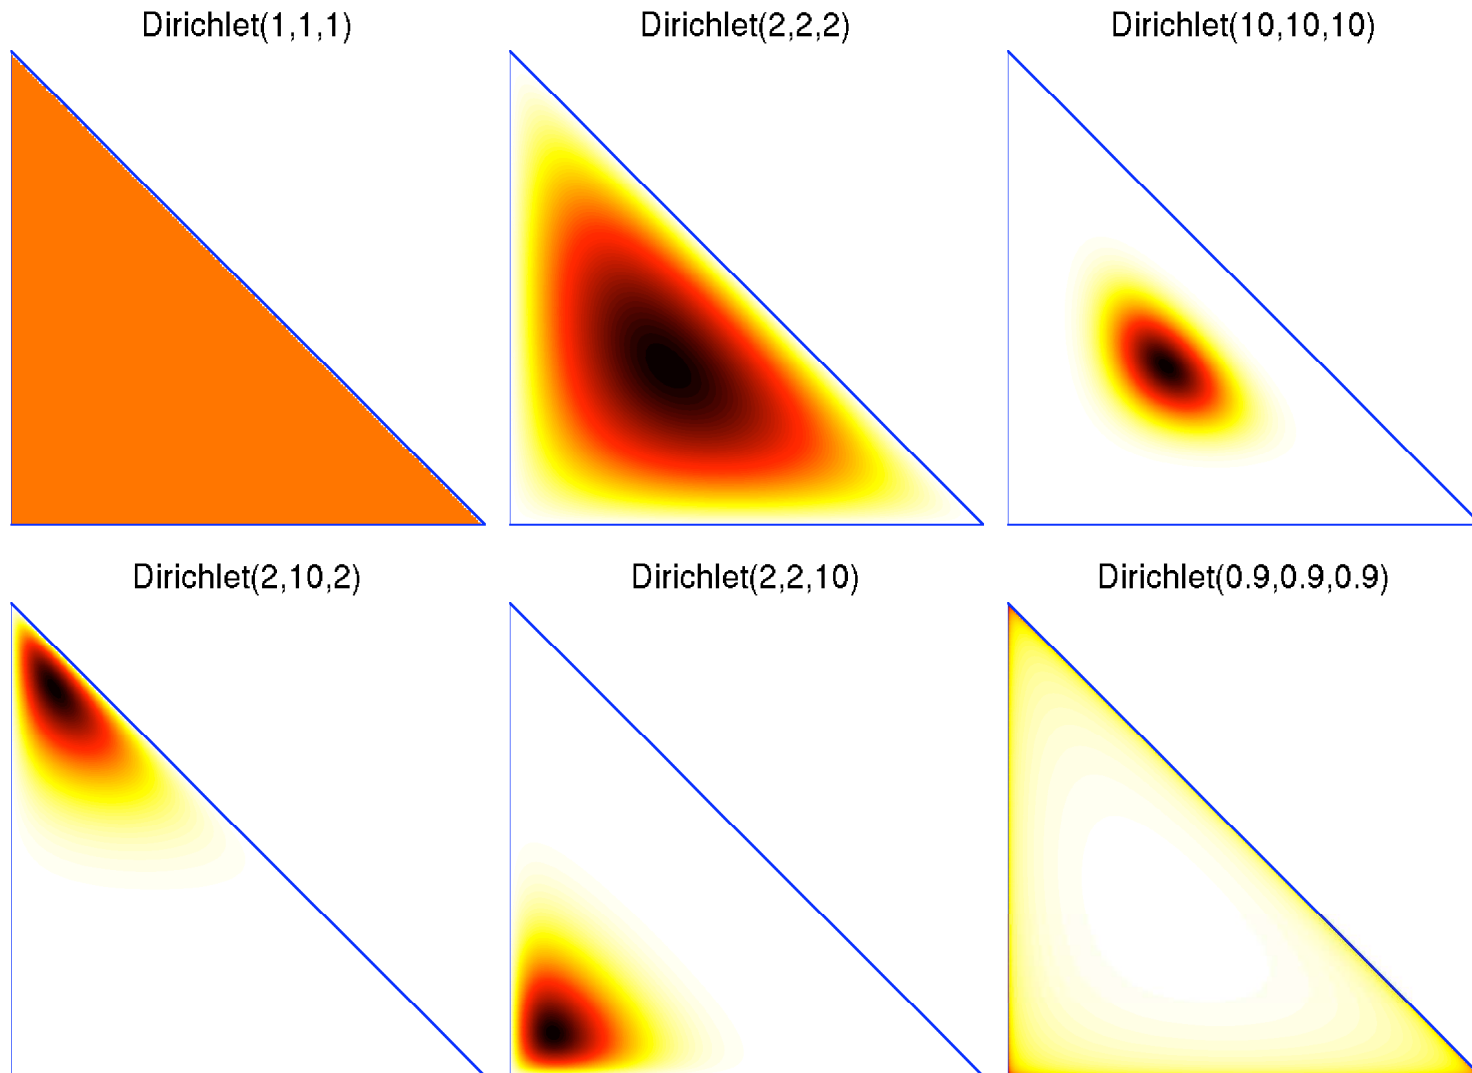 Dirichlet(1,1,1)
Dirichlet(2,2,2)
Dirichlet(10,10,10)
Dirichlet(2,10,2)
Dirichlet(2,2,10)
Dirichlet(0.9,0.9,0.9)